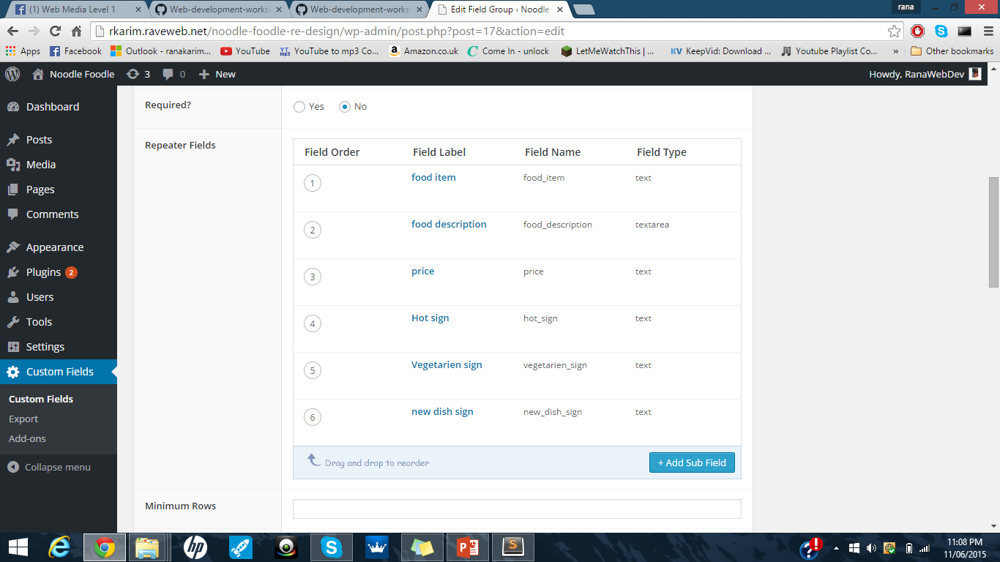 (1) Web Media Level 1
Web-development-works
Web-development-works
Edit Field Group ‹ Noodle
rana
rkarim.raveweb.net/noodle-foodle-re-design/wp-admin/post.php?post=17&action=edit
Apps Facebook Outlook - ranakarim... YouTube YT mp3 YouTube to mp3 Co... Amazon.co.uk Come In - unlock LetMeWatchThis | ... KV KeepVid: Download ... Youtube Playlist Co... » Other bookmarks
Noodle Foodle 3 0 + New Howdy, RanaWebDev
Dashboard
Posts
Media
Pages
Comments
Appearance
Plugins 2
Users
Tools
Settings
Custom Fields
Custom Fields
Export
Add-ons
Collapse menu
Required?
Yes No
Repeater Fields
Field Order Field Label Field Name Field Type
1 food item food_item text
2 food description food_description textarea
3 price price text
4 Hot sign hot_sign text
5 Vegetarien sign vegetarien_sign text
6 new dish sign new_dish_sign text
Drag and drop to reorder
+ Add Sub Field
Minimum Rows
hp
11:08 PM
11/06/2015